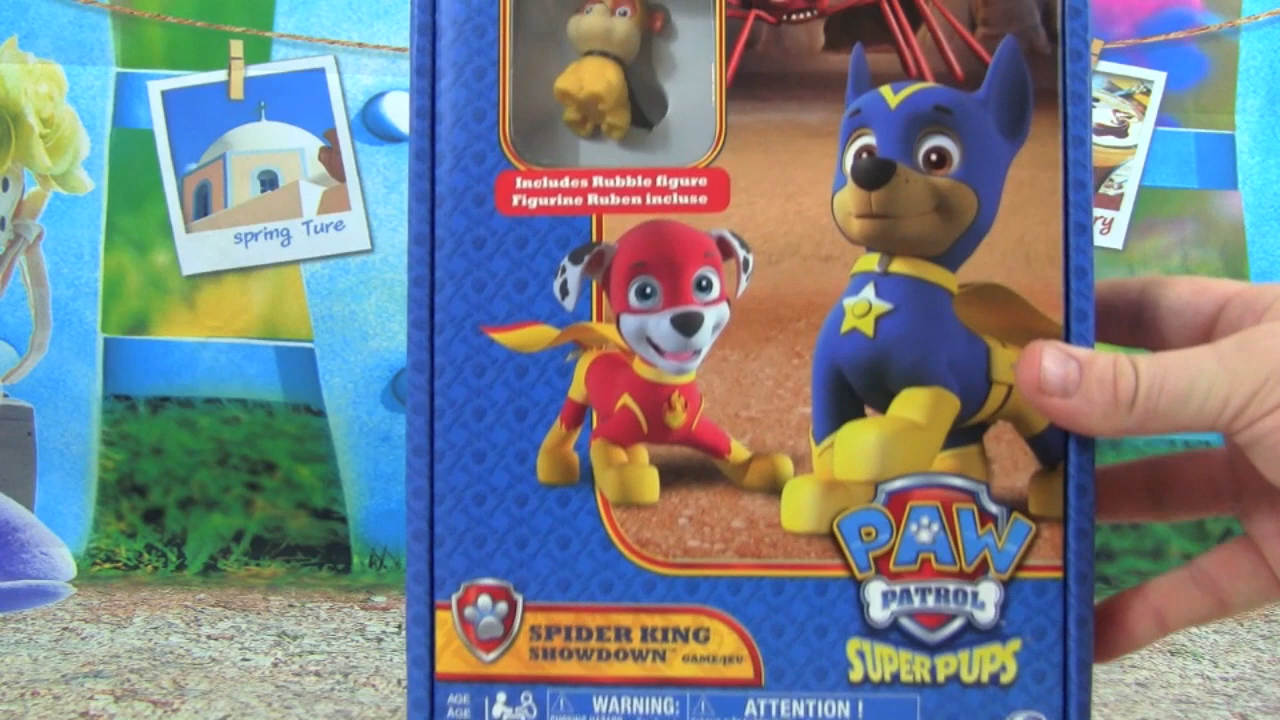 spring Ture
ry
Includes Rubble figure
Figurine Ruben incluse
PAW
PATROL
SUPER PUPS
SPIDER KING
SHOWDOWN™ GAME/JEU
AGE
AGE
WARNING:
ATTENTION !